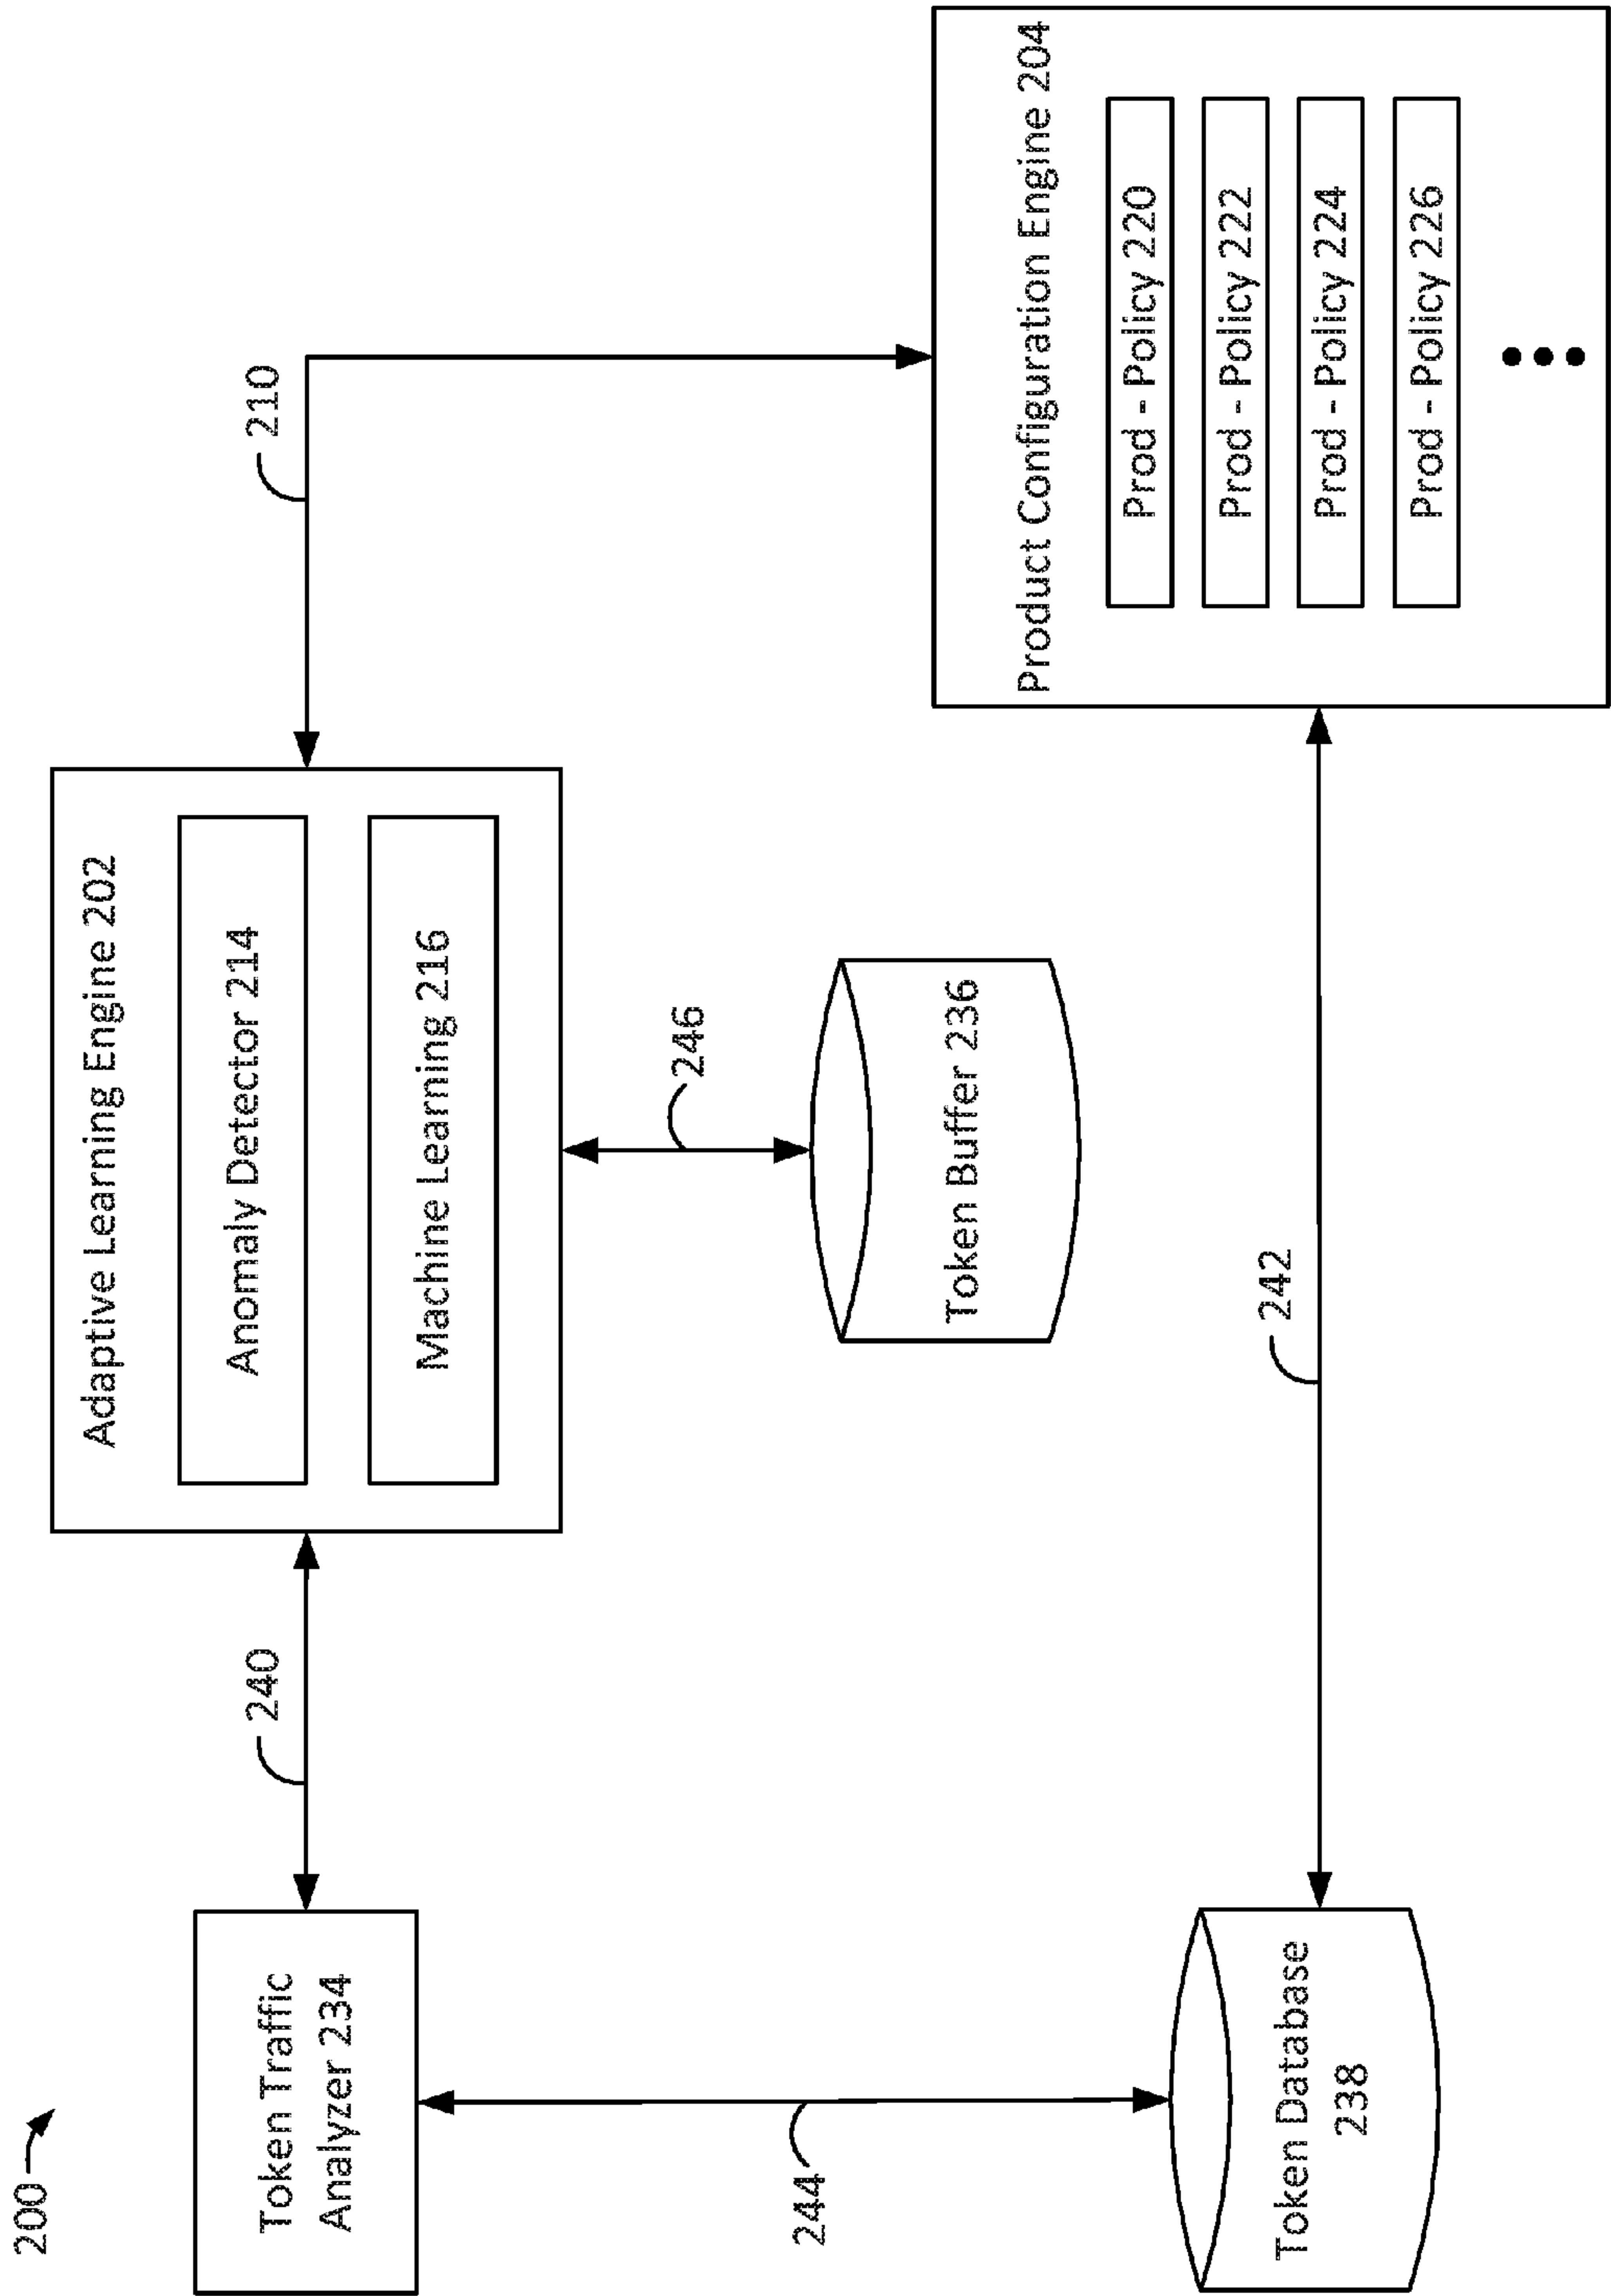 200
Token Traffic
Analyzer 234
240
Adaptive Learning Engine 202
Anomaly Detector 214
Machine Learning 216
210
246
Token Buffer 236
244
Token Database
238
242
Product Configuration Engine 204
Prod - Policy 220
Prod - Policy 222
Prod - Policy 224
Prod - Policy 226